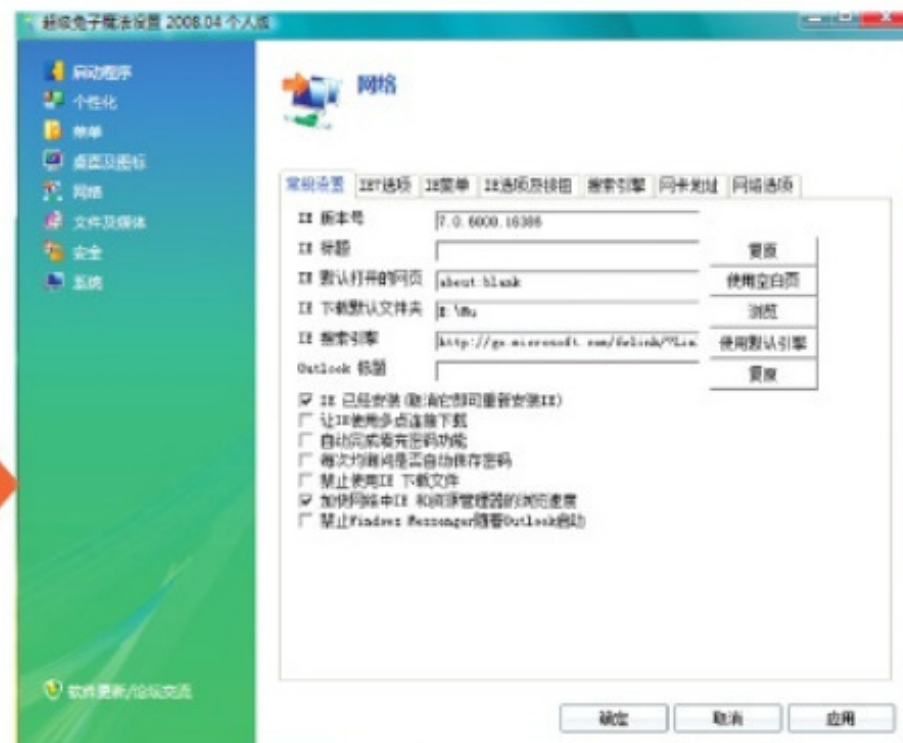 超级兔子魔法设置 2008.04 个人版
启动程序
个性化
菜单
桌面及图标
网络
文件及媒体
安全
系统
软件更新/论坛交流
网络
常规设置 IE7选项 IE菜单 IE选项及按钮 搜索引擎 网卡地址 网络选项
IE 版本号 7.0.6000.16386
IE 标题 复原
IE 默认打开的网页 about:blank 使用空白页
IE 下载默认文件夹 浏览
IE 搜索引擎 http://go.microsoft.com/fwlink/?Lin 使用默认引擎
Outlook 标题 复原
IE 已经安装(取消它即可重新安装IE)
让IE使用多点连接下载
自动完成填充密码功能
每次均询问是否自动保存密码
禁止使用IE 下载文件
加快网络中IE 和资源管理器的浏览速度
禁止Windows Messenger随着Outlook启动
确定 取消 应用